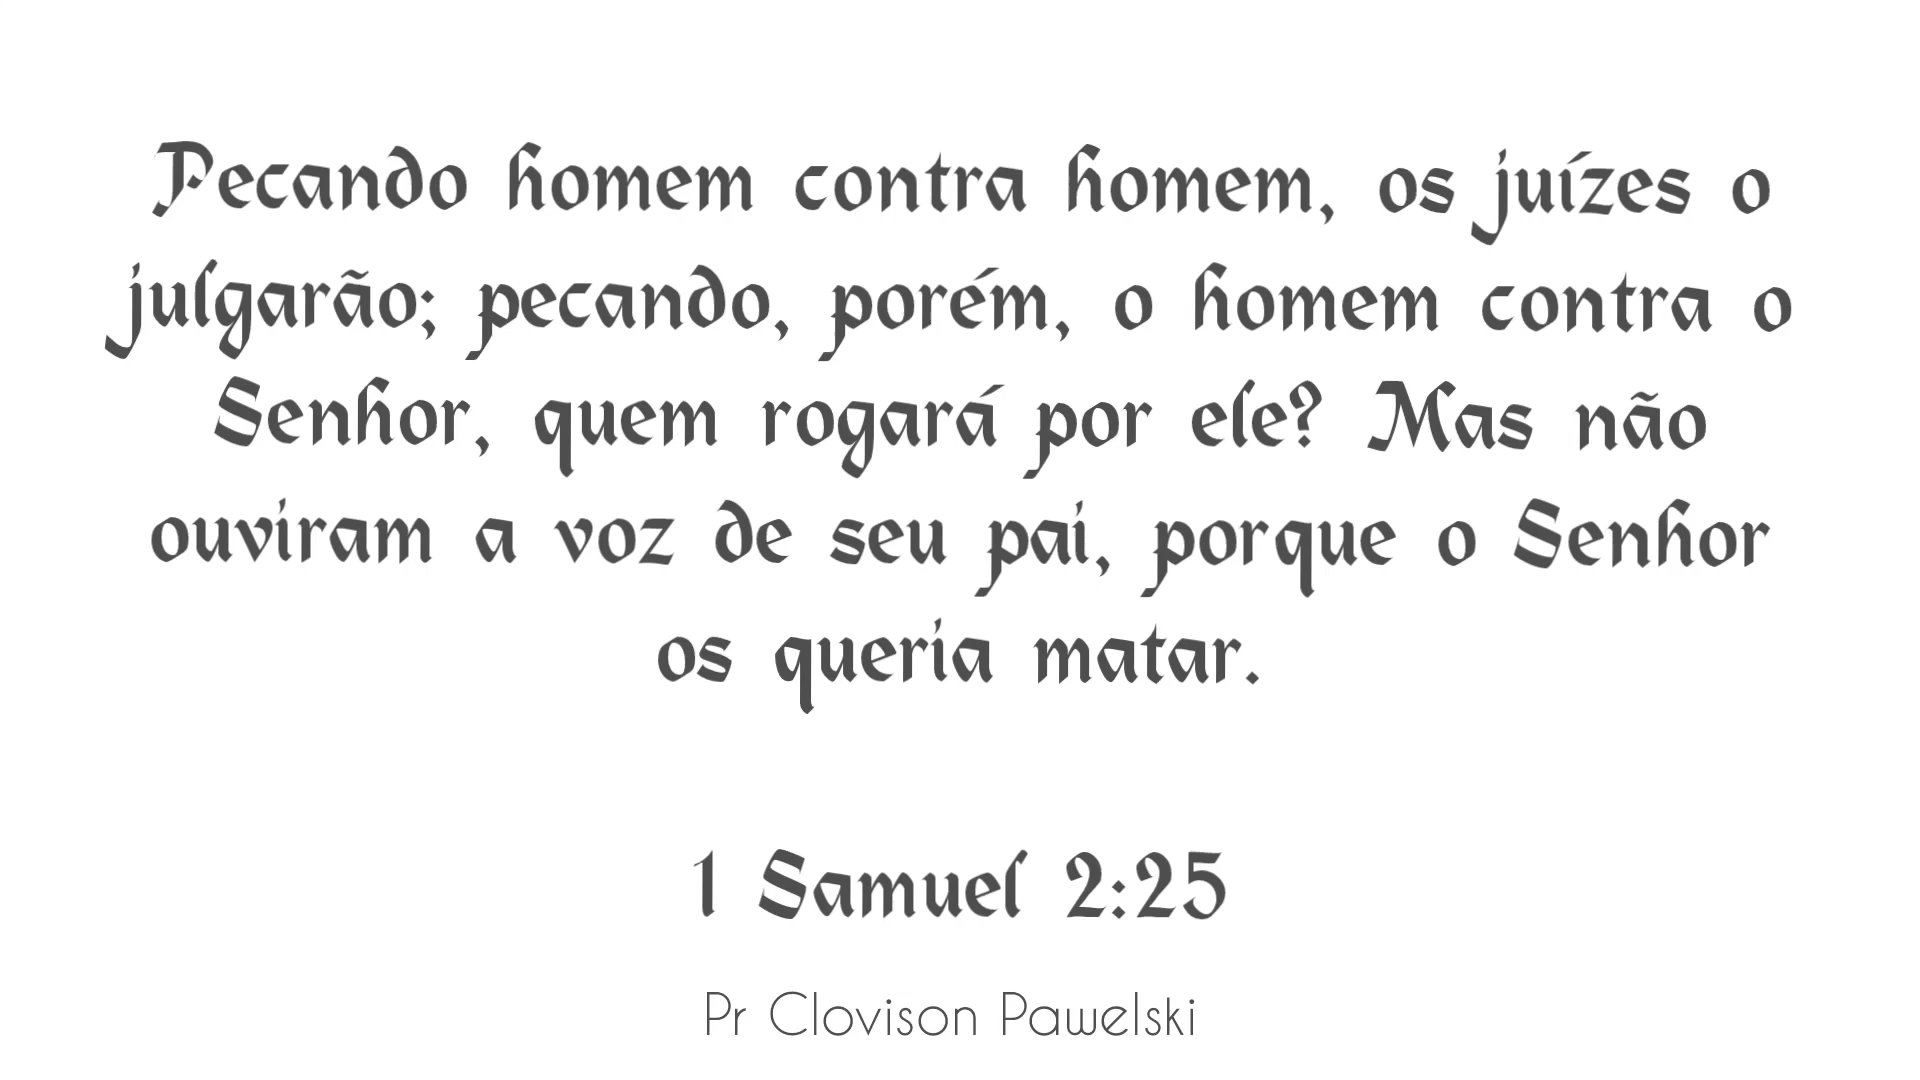 Pecando homem contra homem, os juízes o
julgarão; pecando, porém, o homem contra o
Senhor, quem rogará por ele? Mas não
ouviram a voz de seu pai, porque o Senhor
os queria matar.
1 Samuel 2:25
Pr Clovison Pawelski